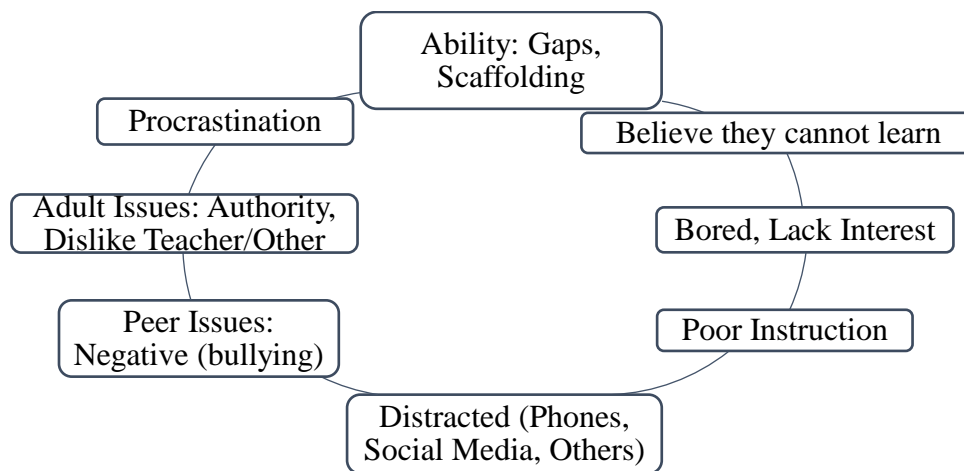 Ability: Gaps,
Scaffolding
Believe they cannot learn
Bored, Lack Interest
Poor Instruction
Distracted (Phones,
Social Media, Others)
Peer Issues:
Negative (bullying)
Adult Issues: Authority,
Dislike Teacher/Other
Procrastination